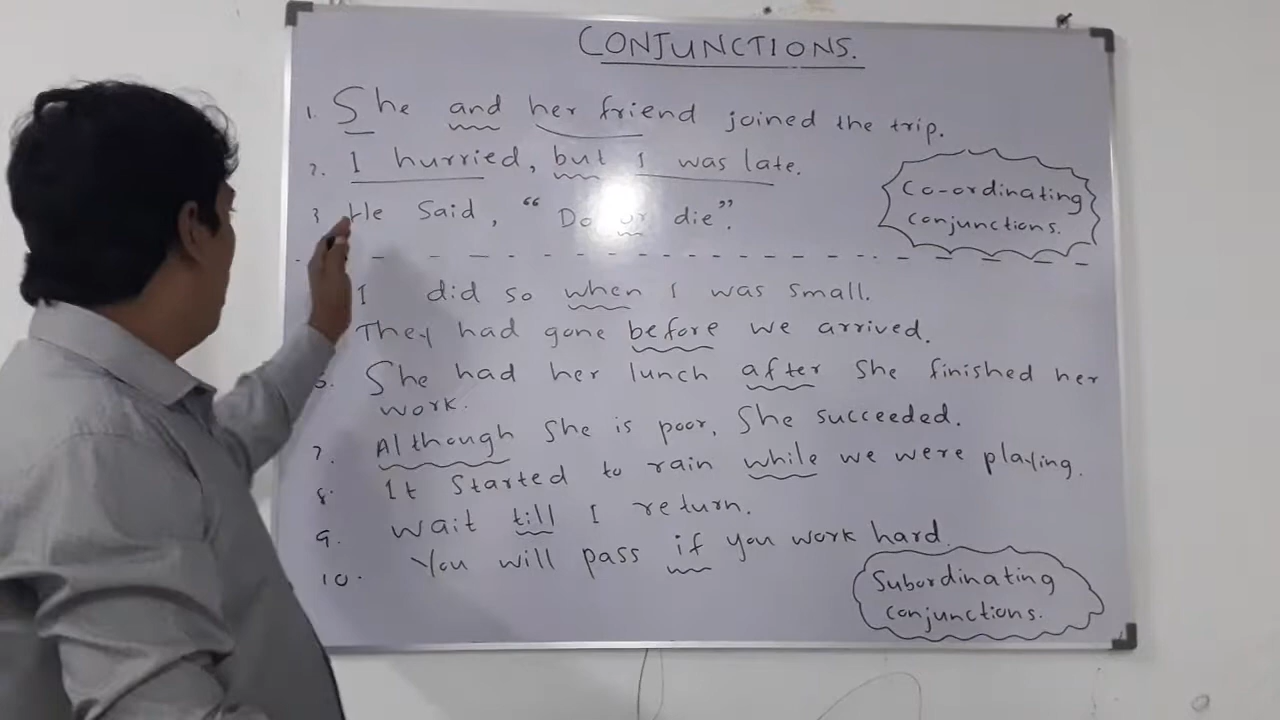 CONJUNCTIONS.
1. She and her friend joined the trip.
2. I hurried, but I was late.
3 He Said, “Do or die”.
Co-ordinating
conjunctions.
I did so when I was small.
They had gone before we arrived.
6. She had her lunch after She finished her
work.
7. Although She is poor, She succeeded.
8. It Started to rain while we were playing.
9. Wait till I return.
10. You will pass if you work hard.
Subordinating
conjunctions.